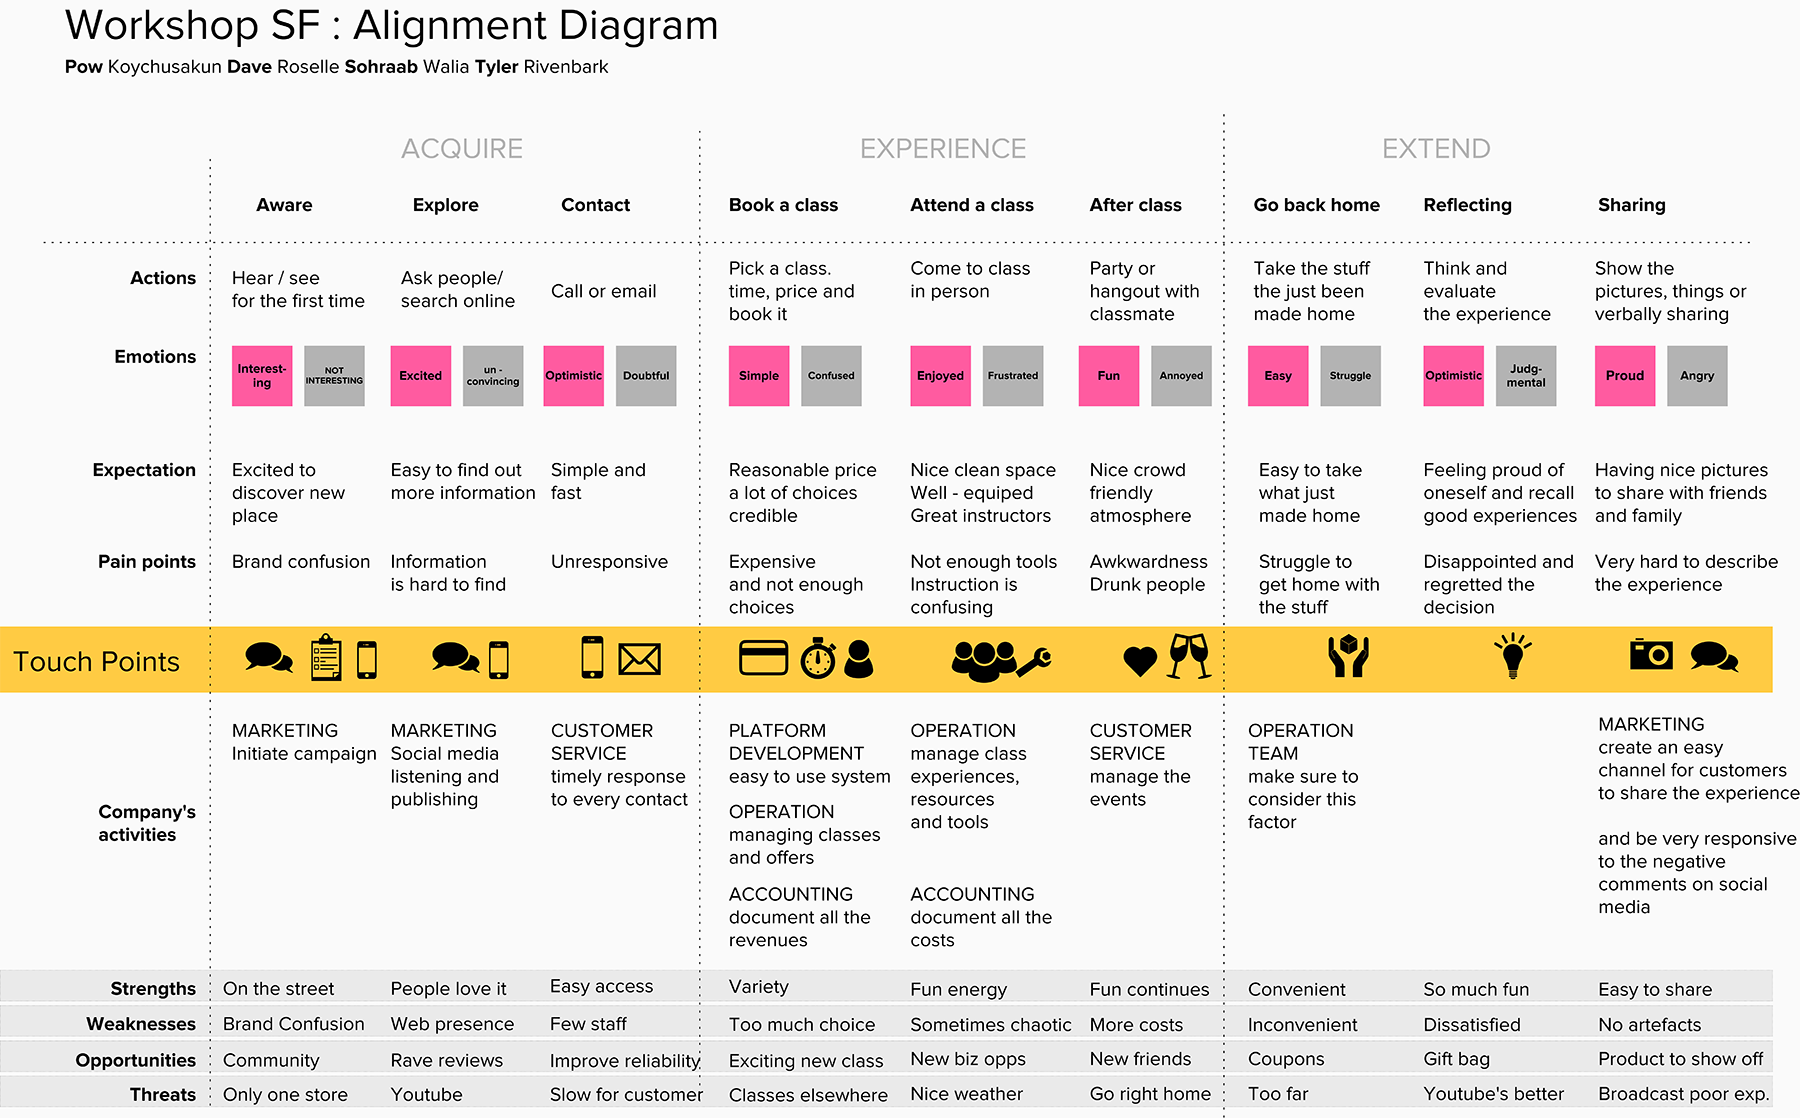 Workshop SF : Alignment Diagram
Pow Koychusakun Dave Roselle Sohraab Walia Tyler Rivenbark
ACQUIRE
EXPERIENCE
EXTEND
Aware
Explore
Contact
Book a class
Attend a class
After class
Go back home
Reflecting
Sharing
Actions
Hear / see
for the first time
Ask people/
search online
Call or email
Pick a class.
time, price and
book it
Come to class
in person
Party or
hangout with
classmate
Take the stuff
the just been
made home
Think and
evaluate
the experience
Show the
pictures, things or
verbally sharing
Emotions
Interest-
ing
NOT
INTERESTING
Excited
un -
convincing
Optimistic
Doubtful
Simple
Confused
Enjoyed
Frustrated
Fun
Annoyed
Easy
Struggle
Optimistic
Judg-
mental
Proud
Angry
Expectation
Excited to
discover new
place
Easy to find out
more information
Simple and
fast
Reasonable price
a lot of choices
credible
Nice clean space
Well - equiped
Great instructors
Nice crowd
friendly
atmosphere
Easy to take
what just
made home
Feeling proud of
oneself and recall
good experiences
Having nice pictures
to share with friends
and family
Pain points
Brand confusion
Information
is hard to find
Unresponsive
Expensive
and not enough
choices
Not enough tools
Instruction is
confusing
Awkwardness
Drunk people
Struggle to
get home with
the stuff
Disappointed and
regretted the
decision
Very hard to describe
the experience
Touch Points
Company's
activities
MARKETING
Initiate campaign
MARKETING
Social media
listening and
publishing
CUSTOMER
SERVICE
timely response
to every contact
PLATFORM
DEVELOPMENT
easy to use system
OPERATION
managing classes
and offers
ACCOUNTING
document all the
revenues
OPERATION
manage class
experiences,
resources
and tools
ACCOUNTING
document all the
costs
CUSTOMER
SERVICE
manage the
events
OPERATION
TEAM
make sure to
consider this
factor
MARKETING
create an easy
channel for customers
to share the experience
and be very responsive
to the negative
comments on social
media
Strengths
On the street
People love it
Easy access
Variety
Fun energy
Fun continues
Convenient
So much fun
Easy to share
Weaknesses
Brand Confusion
Web presence
Few staff
Too much choice
Sometimes chaotic
More costs
Inconvenient
Dissatisfied
No artefacts
Opportunities
Community
Rave reviews
Improve reliability
Exciting new class
New biz opps
New friends
Coupons
Gift bag
Product to show off
Threats
Only one store
Youtube
Slow for customer
Classes elsewhere
Nice weather
Go right home
Too far
Youtube's better
Broadcast poor exp.